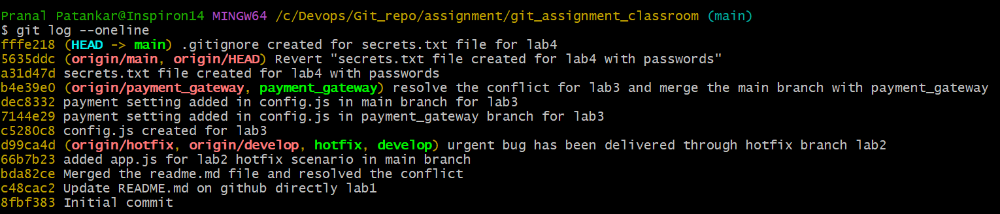 Pranal Patankar@Inspiron14 MINGW64 /c/Devops/Git_repo/assignment/git_assignment_classroom (main)
$ git log --oneline
fffe218 (HEAD -> main) .gitignore created for secrets.txt file for lab4
5635ddc (origin/main, origin/HEAD) Revert "secrets.txt file created for lab4 with passwords"
a31d47d secrets.txt file created for lab4 with passwords
b4e39e0 (origin/payment_gateway, payment_gateway) resolve the conflict for lab3 and merge the main branch with payment_gateway
dec8332 payment setting added in config.js in main branch for lab3
7144e29 payment setting added in config.js in payment_gateway branch for lab3
c5280c8 config.js created for lab3
d99ca4d (origin/hotfix, origin/develop, hotfix, develop) urgent bug has been delivered through hotfix branch lab2
66b7b23 added app.js for lab2 hotfix scenario in main branch
bda82ce Merged the readme.md file and resolved the conflict
c48cac2 Update README.md on github directly lab1
8fbf383 Initial commit